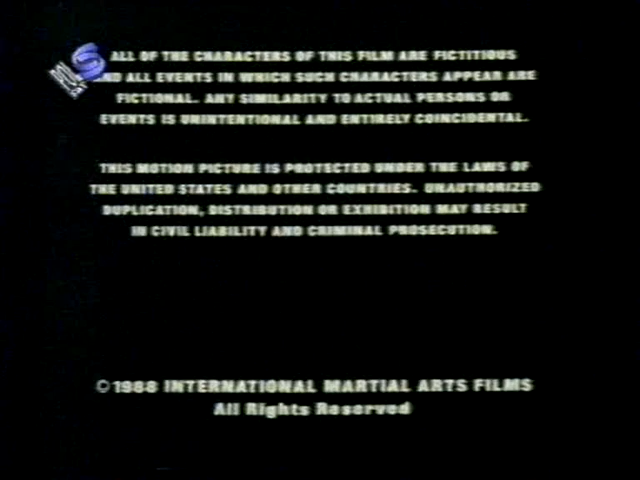 ALL OF THE CHARACTERS OF THIS FILM ARE FICTITIOUS
AND ALL EVENTS IN WHICH SUCH CHARACTERS APPEAR ARE
FICTIONAL. ANY SIMILARITY TO ACTUAL PERSONS OR
EVENTS IS UNINTENTIONAL AND ENTIRELY COINCIDENTAL.
THIS MOTION PICTURE IS PROTECTED UNDER THE LAWS OF
THE UNITED STATES AND OTHER COUNTRIES. UNAUTHORIZED
DUPLICATION, DISTRIBUTION OR EXHIBITION MAY RESULT
IN CIVIL LIABILITY AND CRIMINAL PROSECUTION.
©1988 INTERNATIONAL MARTIAL ARTS FILMS
All Rights Reserved